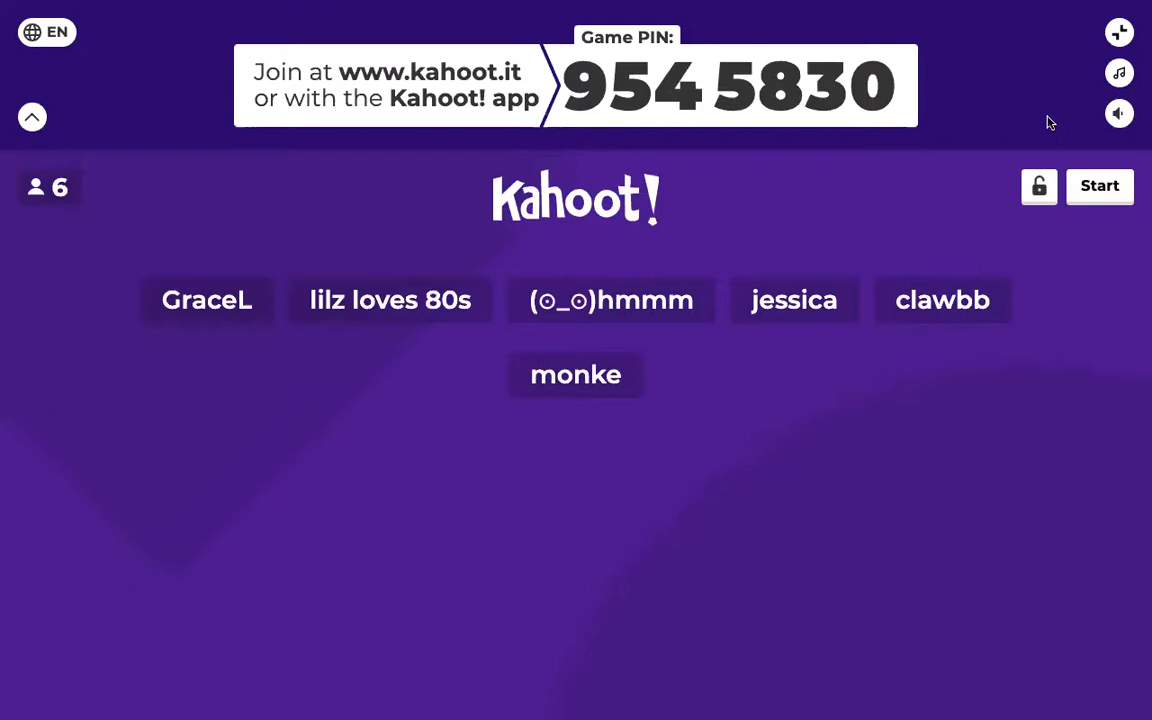 EN
Game PIN:
Join at www.kahoot.it
or with the Kahoot! app
954 5830
6
Kahoot!
Start
GraceL lilz loves 80s (⊙_⊙)hmmm jessica clawbb
monke